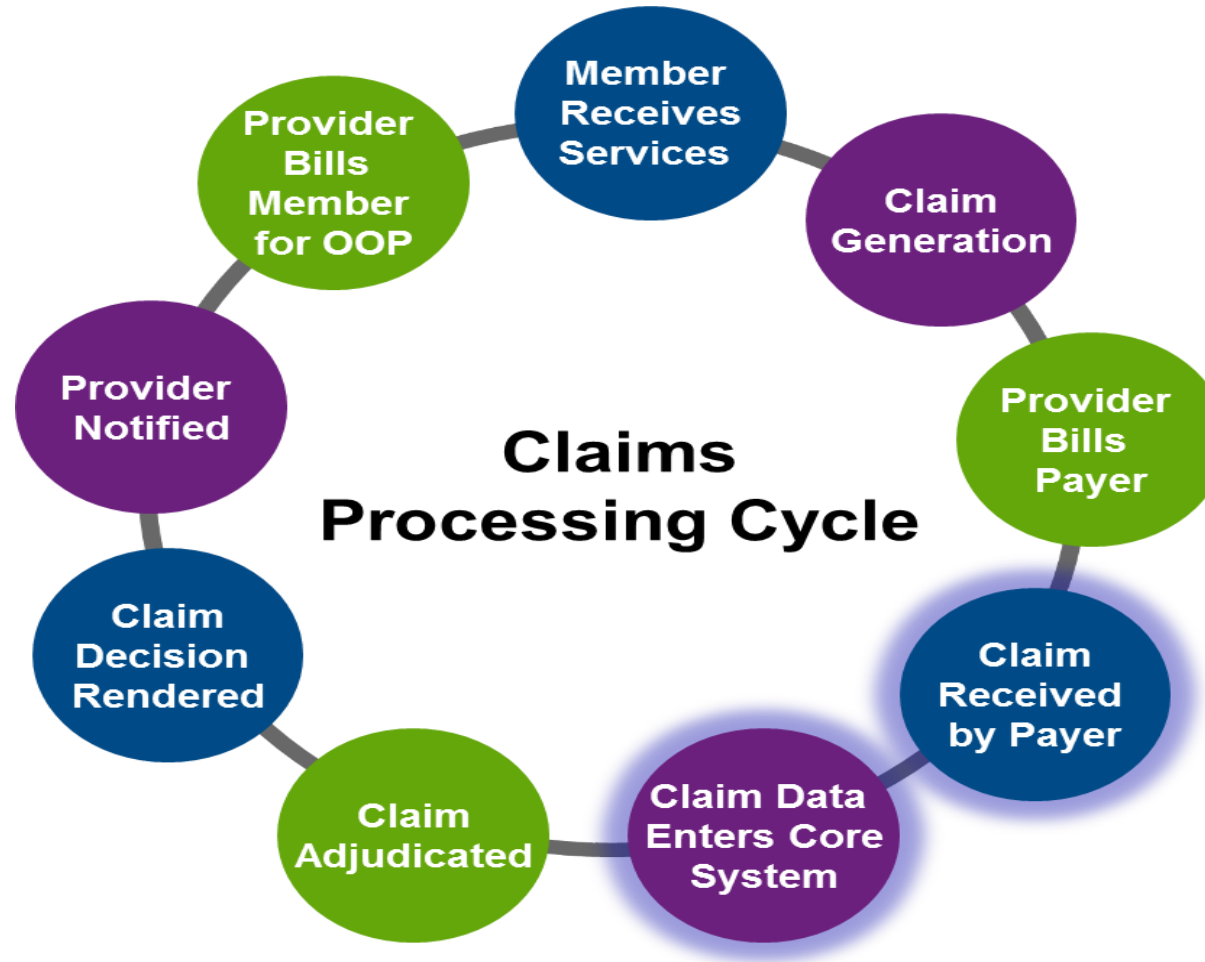 Claims
Processing Cycle
Member
Receives
Services
Claim
Generation
Provider
Bills
Payer
Claim
Received
by Payer
Claim Data
Enters Core
System
Claim
Adjudicated
Claim
Decision
Rendered
Provider
Notified
Provider
Bills
Member
for OOP